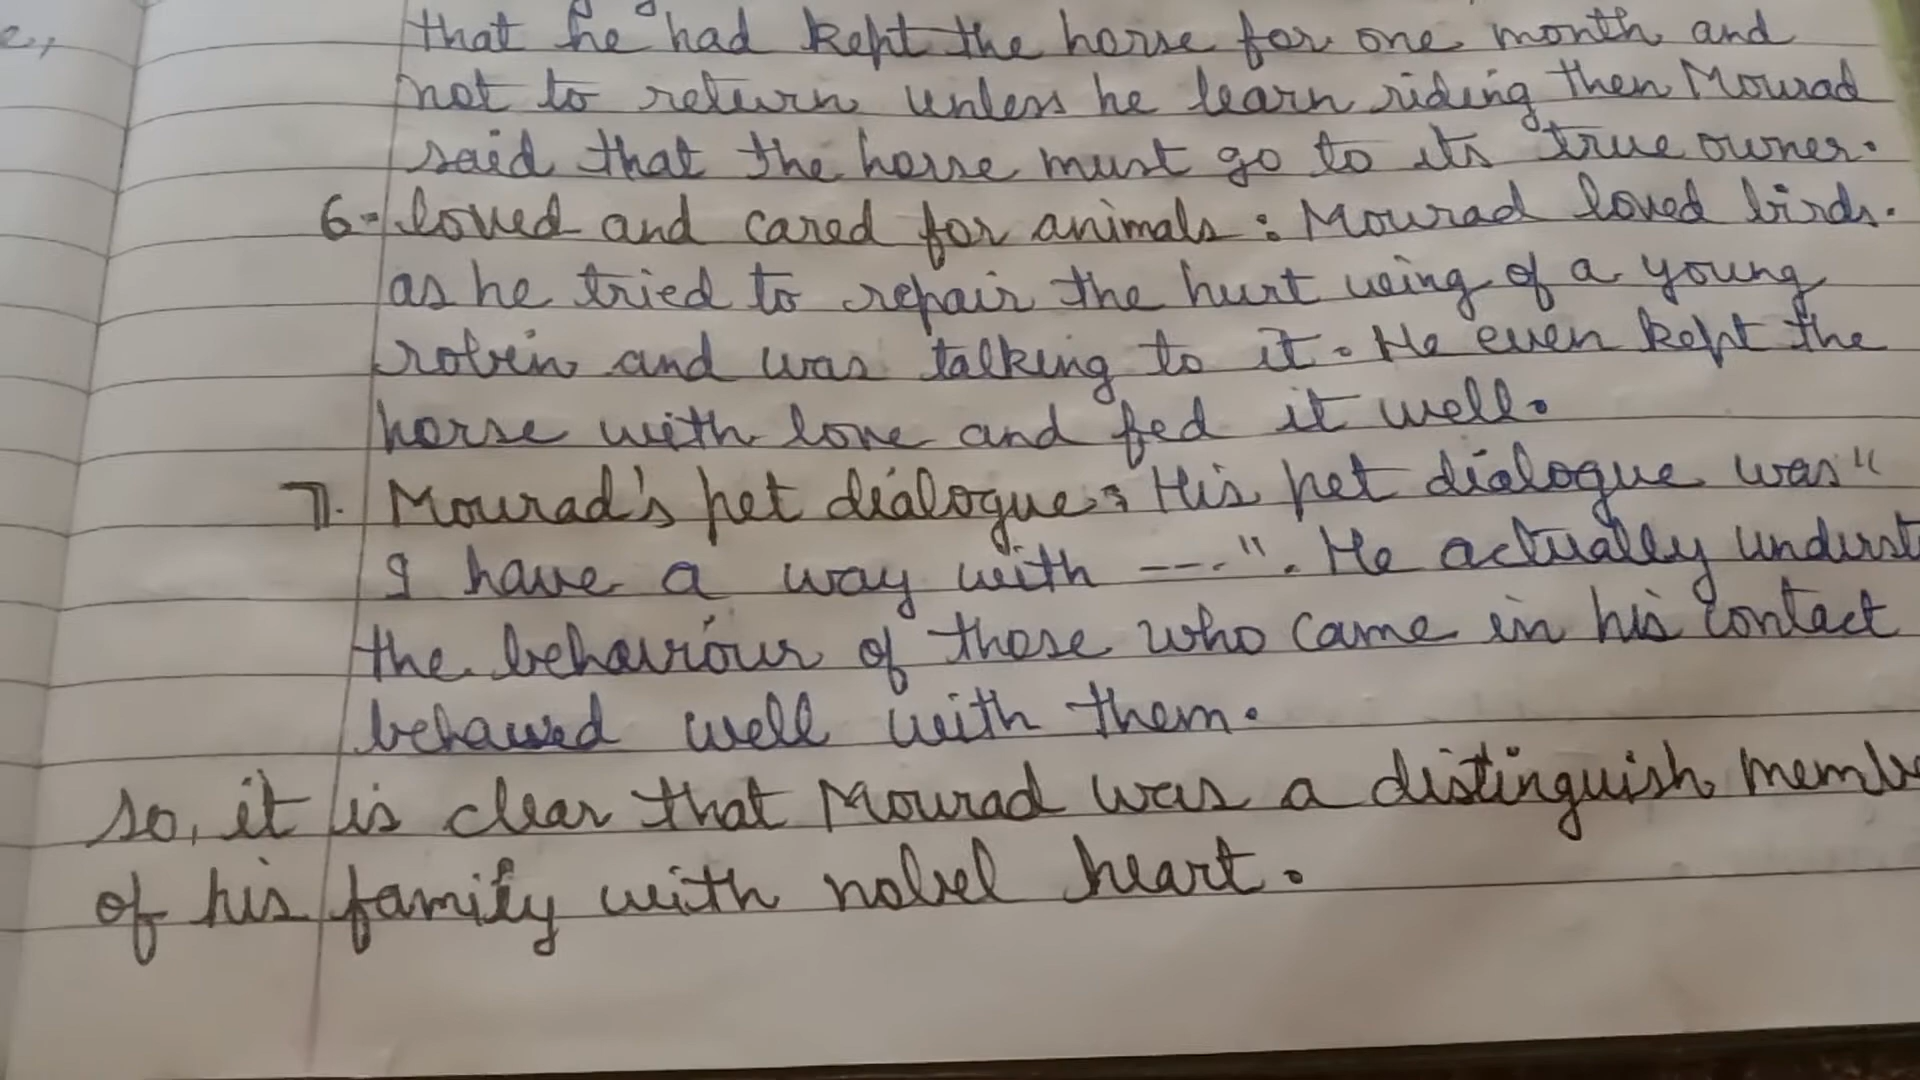 that he had kept the horse for one month and
not to return unless he learn riding then Mourad
said that the horse must go to its true owner.
6- loved and cared for animals : Mourad loved birds.
as he tried to repair the hurt wing of a young
robin and was talking to it. He even kept the
horse with love and fed it well.
7. Mourad's pet dialogue : His pet dialogue was "
I have a way with ---.". He actually underst
the behaviour of those who came in his contact
behaved well with them.
so, it is clear that Mourad was a distinguish membe
of his family with nobel heart.